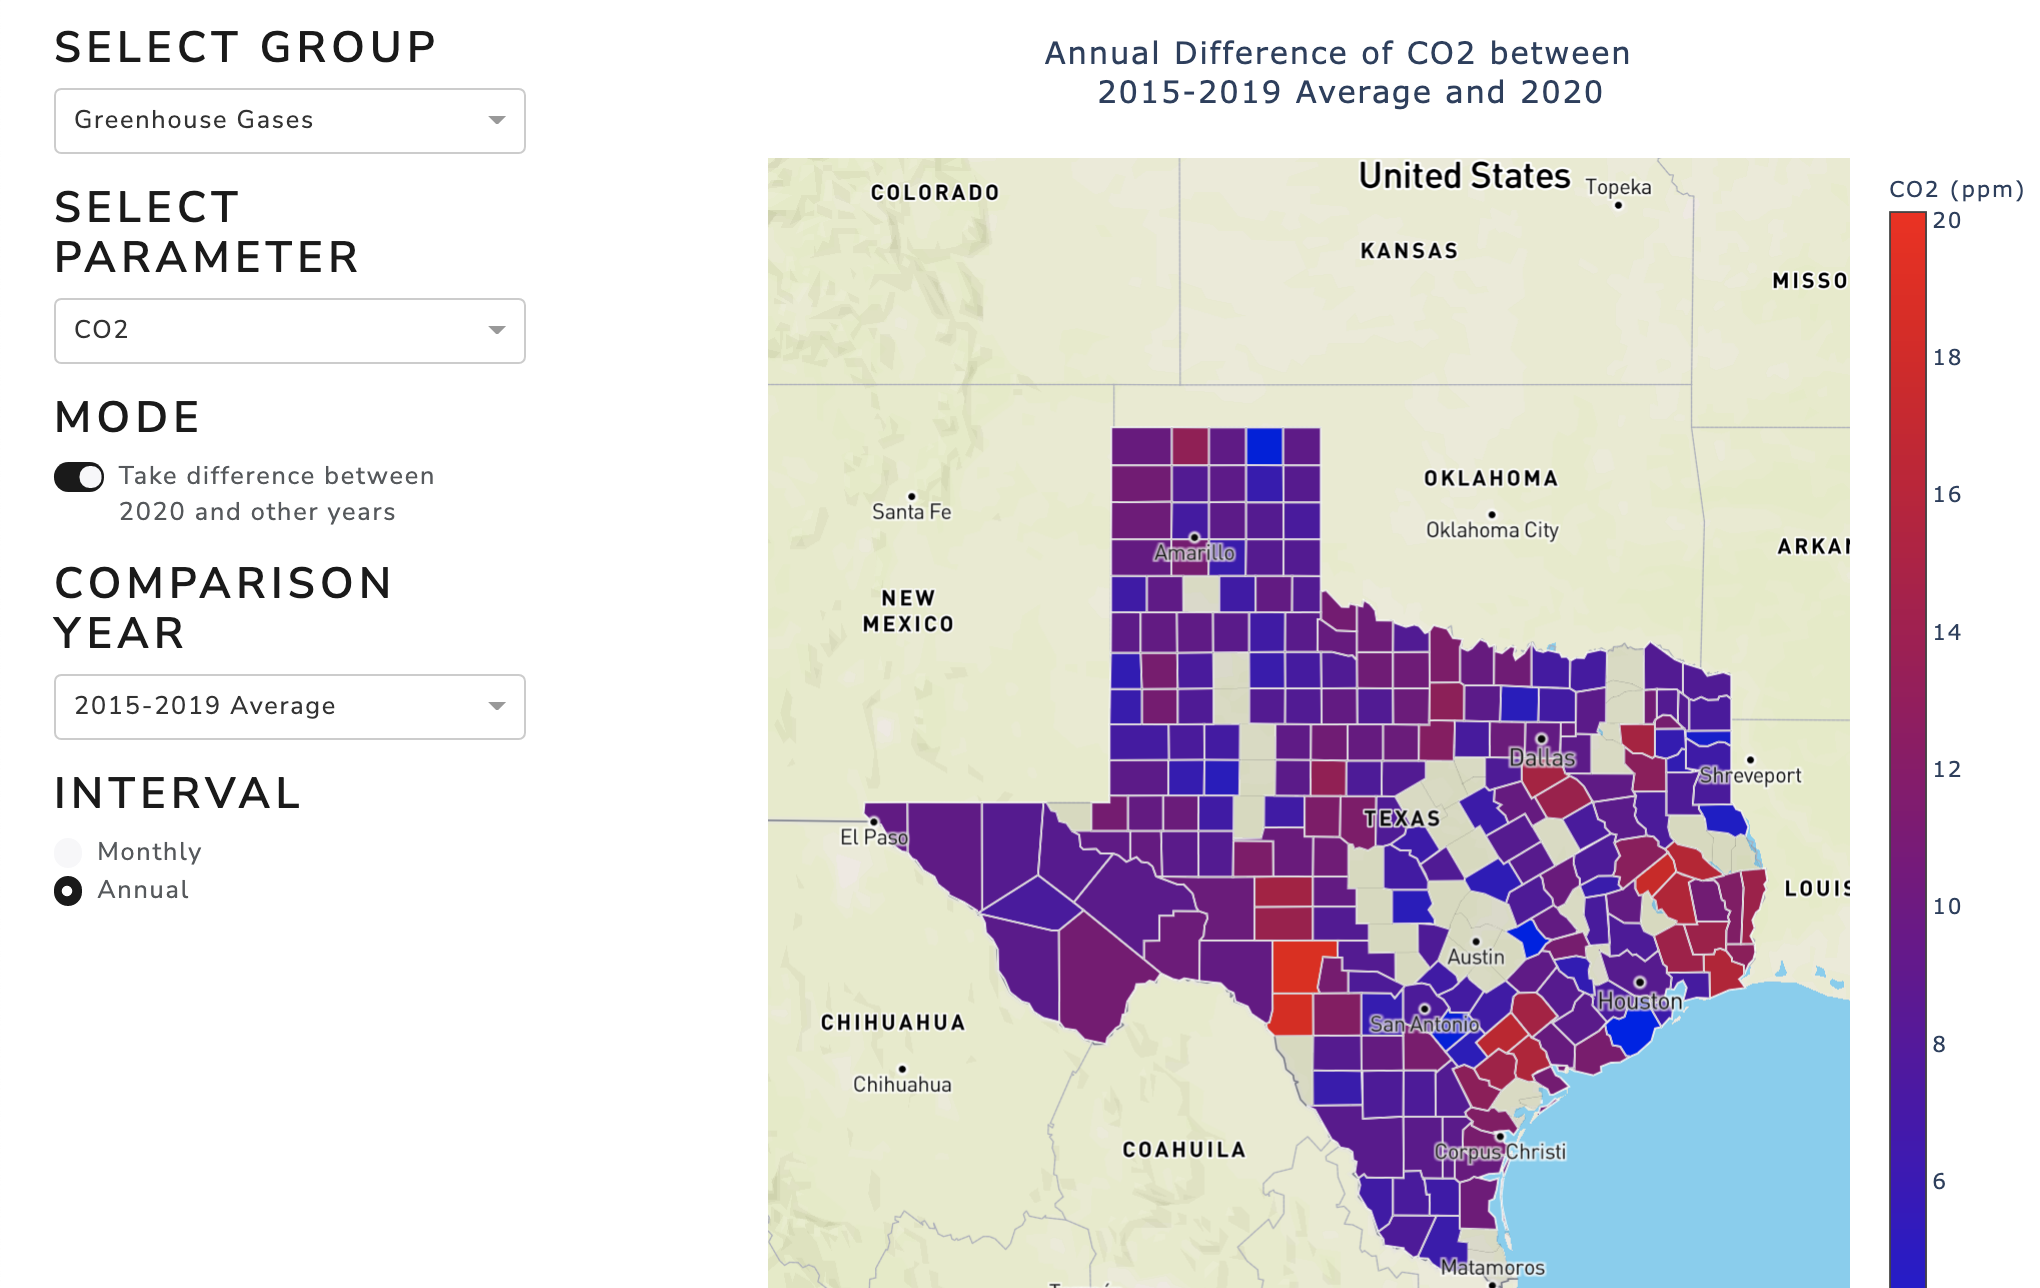 SELECT GROUP
Greenhouse Gases
SELECT
PARAMETER
CO2
MODE
Take difference between
2020 and other years
COMPARISON
YEAR
2015-2019 Average
INTERVAL
Monthly
Annual
Annual Difference of CO2 between
2015-2019 Average and 2020
United States
Topeka
COLORADO
KANSAS
MISSO
OKLAHOMA
Santa Fe
Oklahoma City
Amarillo
ARKAN
NEW
MEXICO
Dallas
Shreveport
TEXAS
El Paso
LOUIS
Austin
Houston
CHIHUAHUA
San Antonio
Chihuahua
COAHUILA
Corpus Christi
Matamoros
CO2 (ppm)
20
18
16
14
12
10
8
6